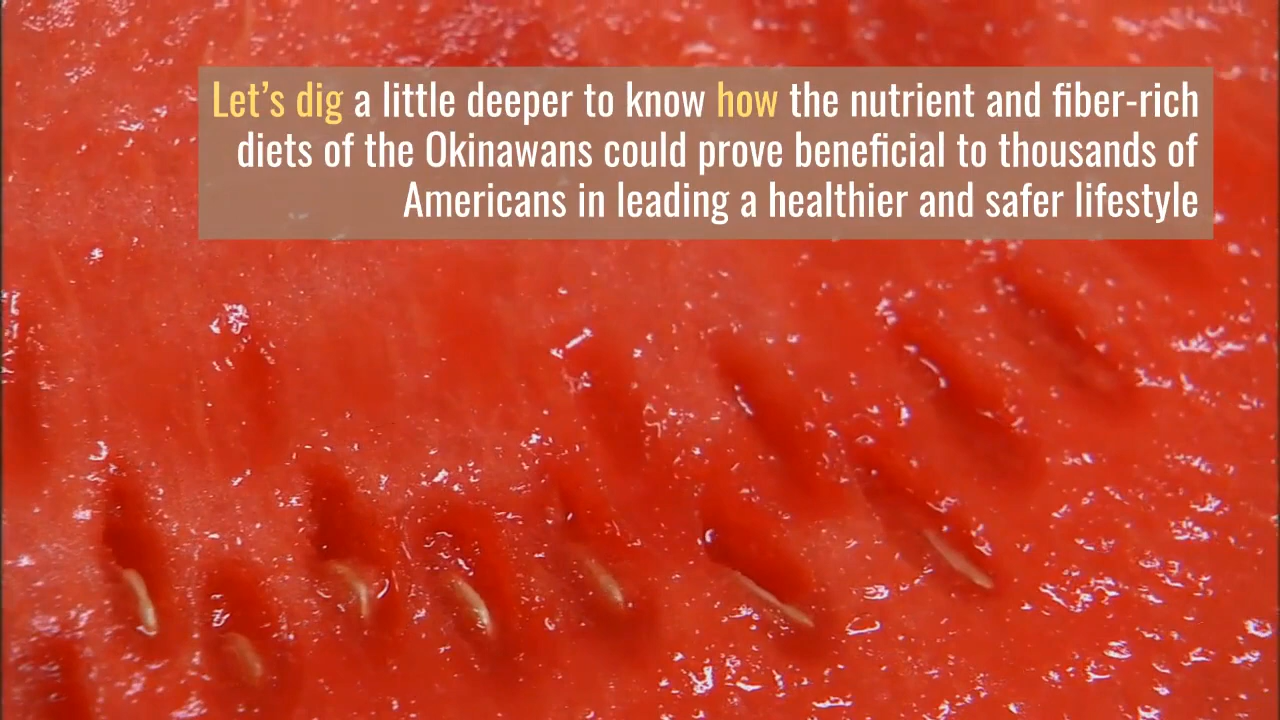 Let’s dig a little deeper to know how the nutrient and fiber-rich
diets of the Okinawans could prove beneficial to thousands of
Americans in leading a healthier and safer lifestyle